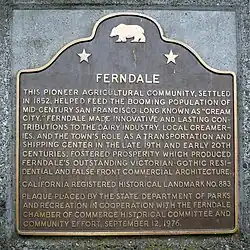 FERNDALE
THIS PIONEER AGRICULTURAL COMMUNITY, SETTLED
IN 1852, HELPED FEED THE BOOMING POPULATION OF
MID CENTURY SAN FRANCISCO. LONG KNOWN AS "CREAM
CITY," FERNDALE MADE INNOVATIVE AND LASTING CON-
TRIBUTIONS TO THE DAIRY INDUSTRY. LOCAL CREAMER-
IES, AND THE TOWN'S ROLE AS A TRANSPORTATION AND
SHIPPING CENTER IN THE LATE 19TH AND EARLY 20TH
CENTURIES, FOSTERED PROSPERITY WHICH PRODUCED
FERNDALE'S OUTSTANDING VICTORIAN, GOTHIC RESI-
DENTIAL AND FALSE FRONT COMMERCIAL ARCHITECTURE.
CALIFORNIA REGISTERED HISTORICAL LANDMARK NO. 883
PLAQUE PLACED BY THE STATE DEPARTMENT OF PARKS
AND RECREATION IN COOPERATION WITH THE FERNDALE
CHAMBER OF COMMERCE HISTORICAL COMMITTEE AND
COMMUNITY EFFORT, SEPTEMBER 12, 1976.